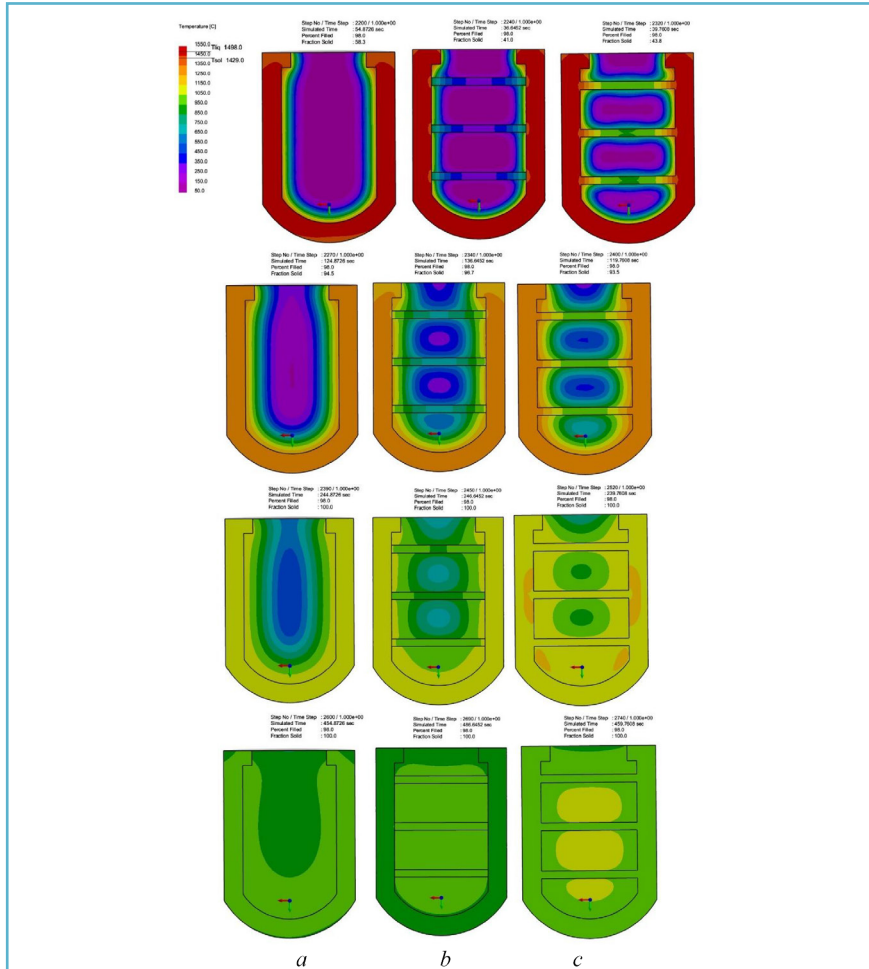 Temperature [C]
1550.0
Tliq 1498.0
1450.0
Tsol 1429.0
1350.0
1250.0
1150.0
1050.0
950.0
850.0
750.0
650.0
550.0
450.0
350.0
250.0
150.0
50.0
Step No / Time Step : 2200 / 1.000e+00
Simulated Time : 54.8726 sec
Percent Filled : 98.0
Fraction Solid : 58.3
Step No / Time Step : 2240 / 1.000e+00
Simulated Time : 36.6452 sec
Percent Filled : 98.0
Fraction Solid : 41.0
Step No / Time Step : 2320 / 1.000e+00
Simulated Time : 39.7608 sec
Percent Filled : 98.0
Fraction Solid : 43.8
Step No / Time Step : 2270 / 1.000e+00
Simulated Time : 124.8726 sec
Percent Filled : 98.0
Fraction Solid : 94.5
Step No / Time Step : 2340 / 1.000e+00
Simulated Time : 136.6452 sec
Percent Filled : 98.0
Fraction Solid : 96.7
Step No / Time Step : 2400 / 1.000e+00
Simulated Time : 119.7608 sec
Percent Filled : 98.0
Fraction Solid : 93.5
Step No / Time Step : 2390 / 1.000e+00
Simulated Time : 244.8726 sec
Percent Filled : 98.0
Fraction Solid : 100.0
Step No / Time Step : 2450 / 1.000e+00
Simulated Time : 246.6452 sec
Percent Filled : 98.0
Fraction Solid : 100.0
Step No / Time Step : 2520 / 1.000e+00
Simulated Time : 239.7608 sec
Percent Filled : 98.0
Fraction Solid : 100.0
Step No / Time Step : 2600 / 1.000e+00
Simulated Time : 454.8726 sec
Percent Filled : 98.0
Fraction Solid : 100.0
Step No / Time Step : 2690 / 1.000e+00
Simulated Time : 486.6452 sec
Percent Filled : 98.0
Fraction Solid : 100.0
Step No / Time Step : 2740 / 1.000e+00
Simulated Time : 459.7608 sec
Percent Filled : 98.0
Fraction Solid : 100.0
a b c